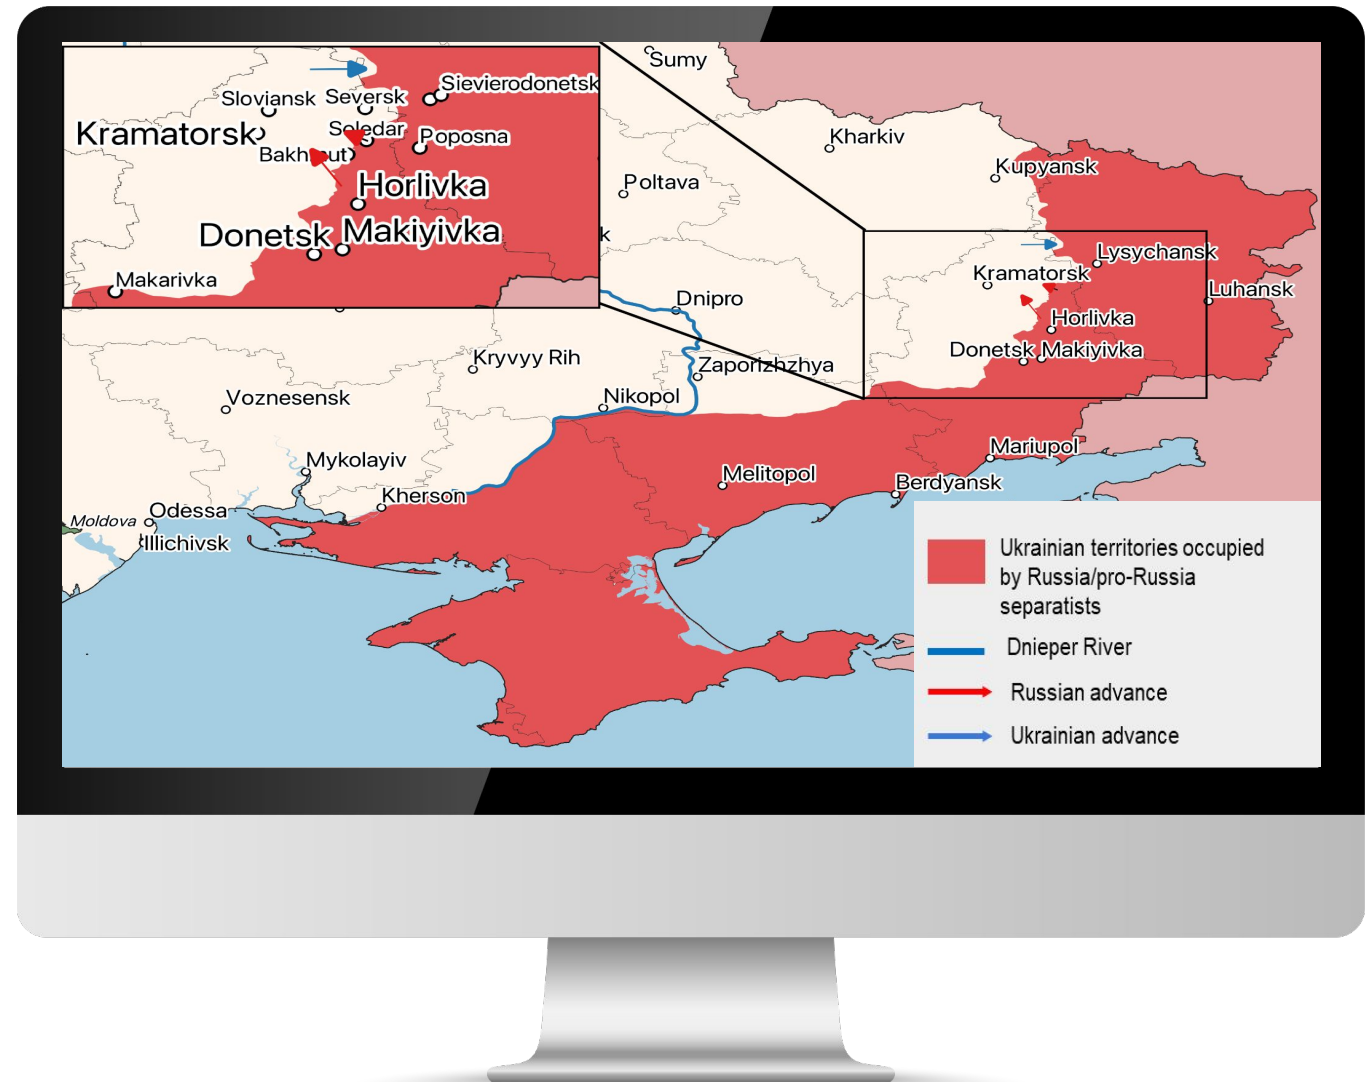 Sumy
Sievierodonetsk
Sloviansk
Seversk
Kramatorsk
Soledar
Poposna
Bakhmut
Horlivka
Donetsk
Makiyivka
Makarivka
Kharkiv
Kupyansk
Poltava
k
Lysychansk
Kramatorsk
Luhansk
Dnipro
Horlivka
Donetsk
Makiyivka
Kryvyy Rih
Zaporizhzhya
Voznesensk
Nikopol
Mykolayiv
Mariupol
Melitopol
Berdyansk
Kherson
Odessa
Moldova
Illichivsk
Ukrainian territories occupied
by Russia/pro-Russia
separatists
Dnieper River
Russian advance
Ukrainian advance